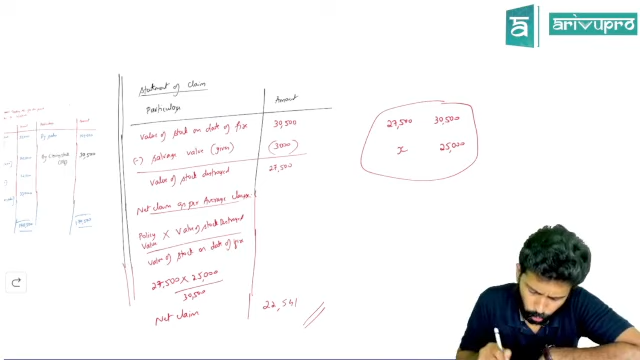 arivupro
Statement of Claim
Particulars Amount
Value of stock on date of fire 30,500
(-) Salvage value (given) (3000)
Value of stock destroyed 27,500
Net claim as per Average Clause
Policy Value X Value of stock Destroyed
Value of stock on date of fire
27,500 X 25,000
30,500
Net claim 22,541
27,500 30,500
x 25,000